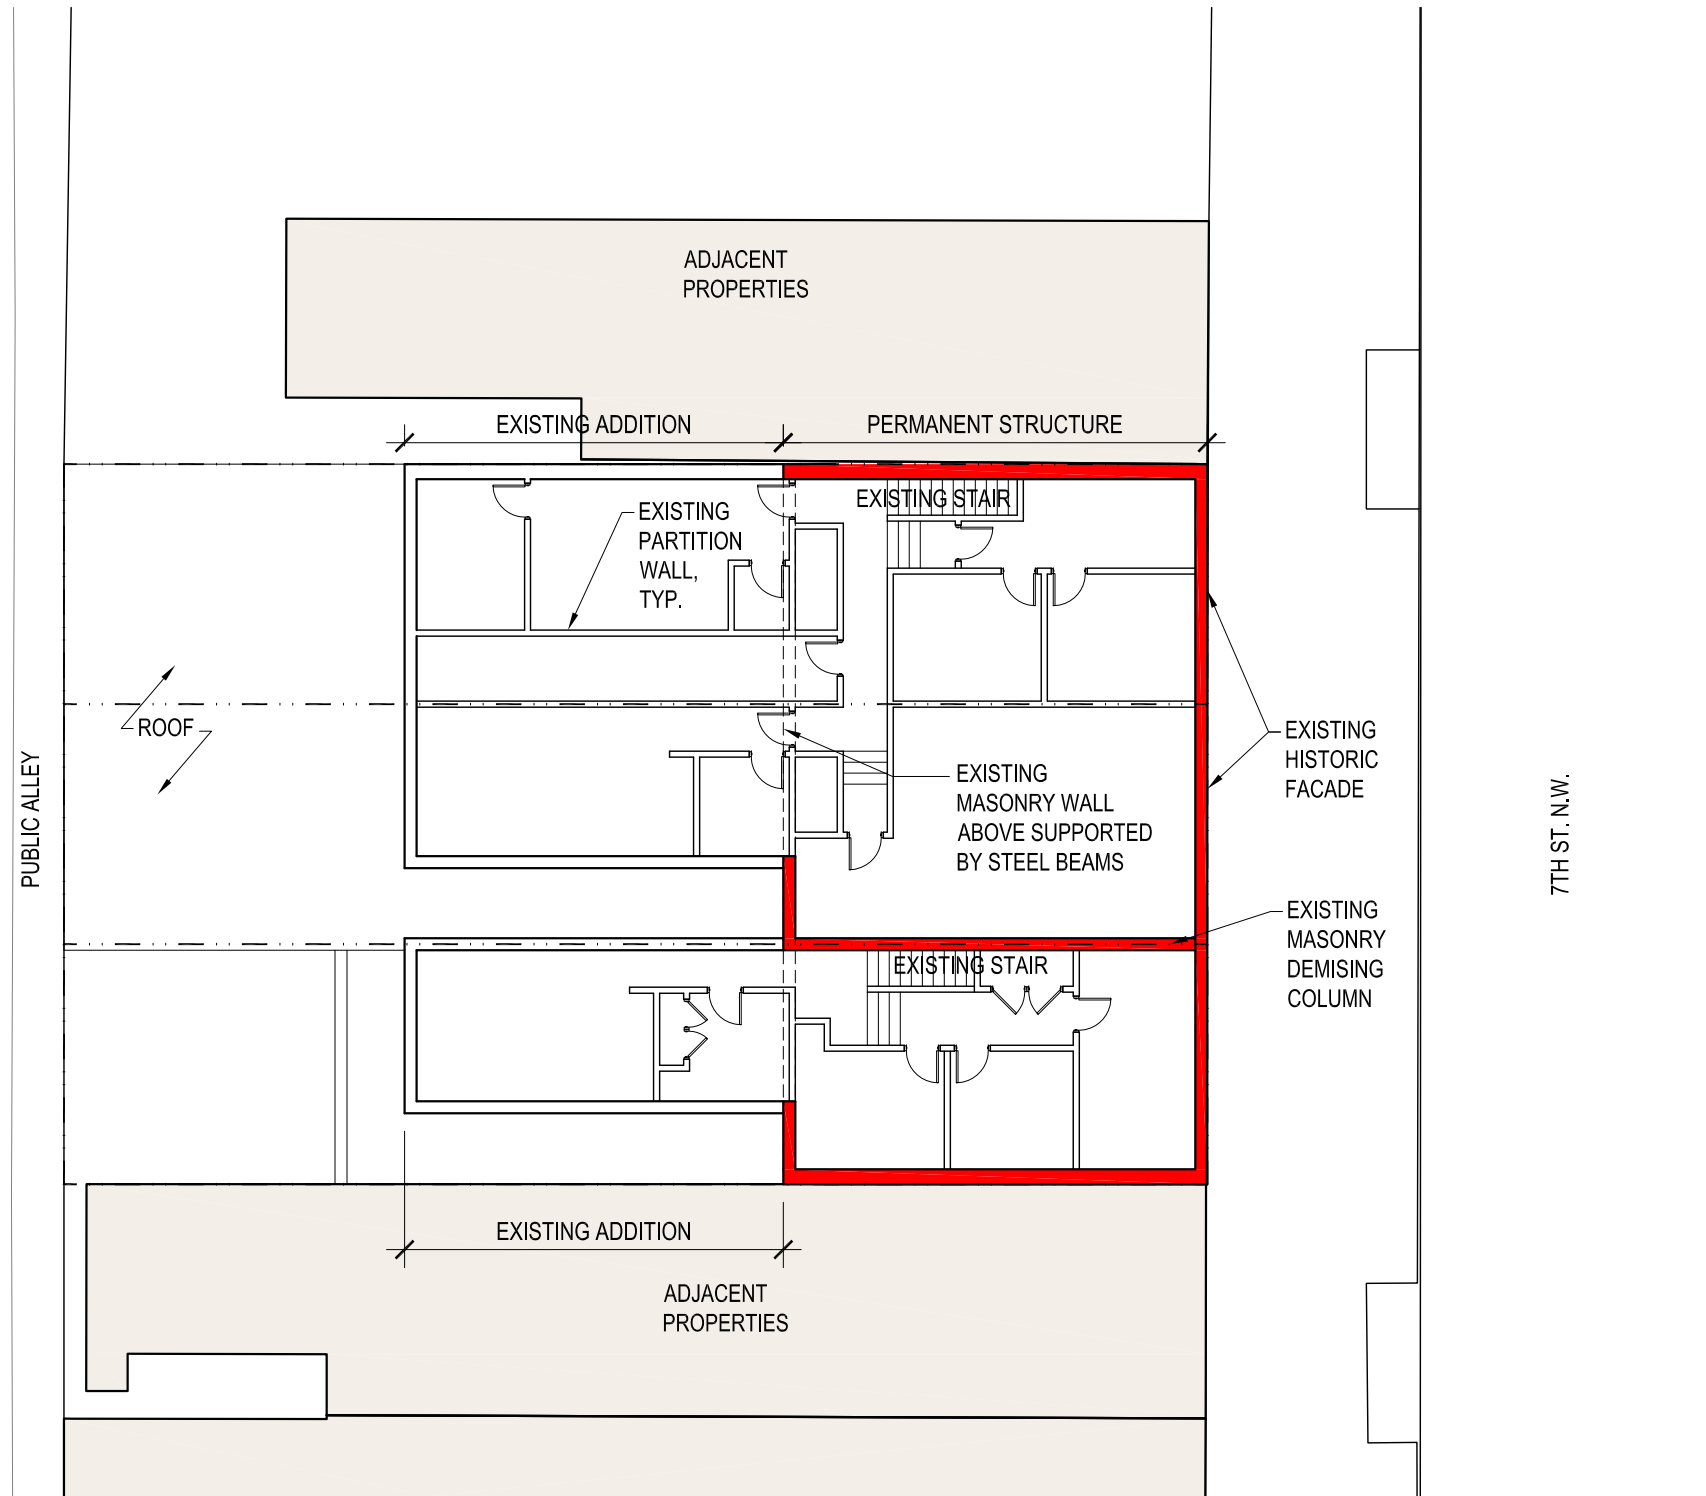 ADJACENT
PROPERTIES
EXISTING ADDITION
PERMANENT STRUCTURE
EXISTING STAIR
EXISTING
PARTITION
WALL,
TYP.
ROOF
EXISTING
HISTORIC
FACADE
EXISTING
MASONRY WALL
ABOVE SUPPORTED
BY STEEL BEAMS
PUBLIC ALLEY
7TH ST. N.W.
EXISTING
MASONRY
DEMISING
COLUMN
EXISTING STAIR
EXISTING ADDITION
ADJACENT
PROPERTIES